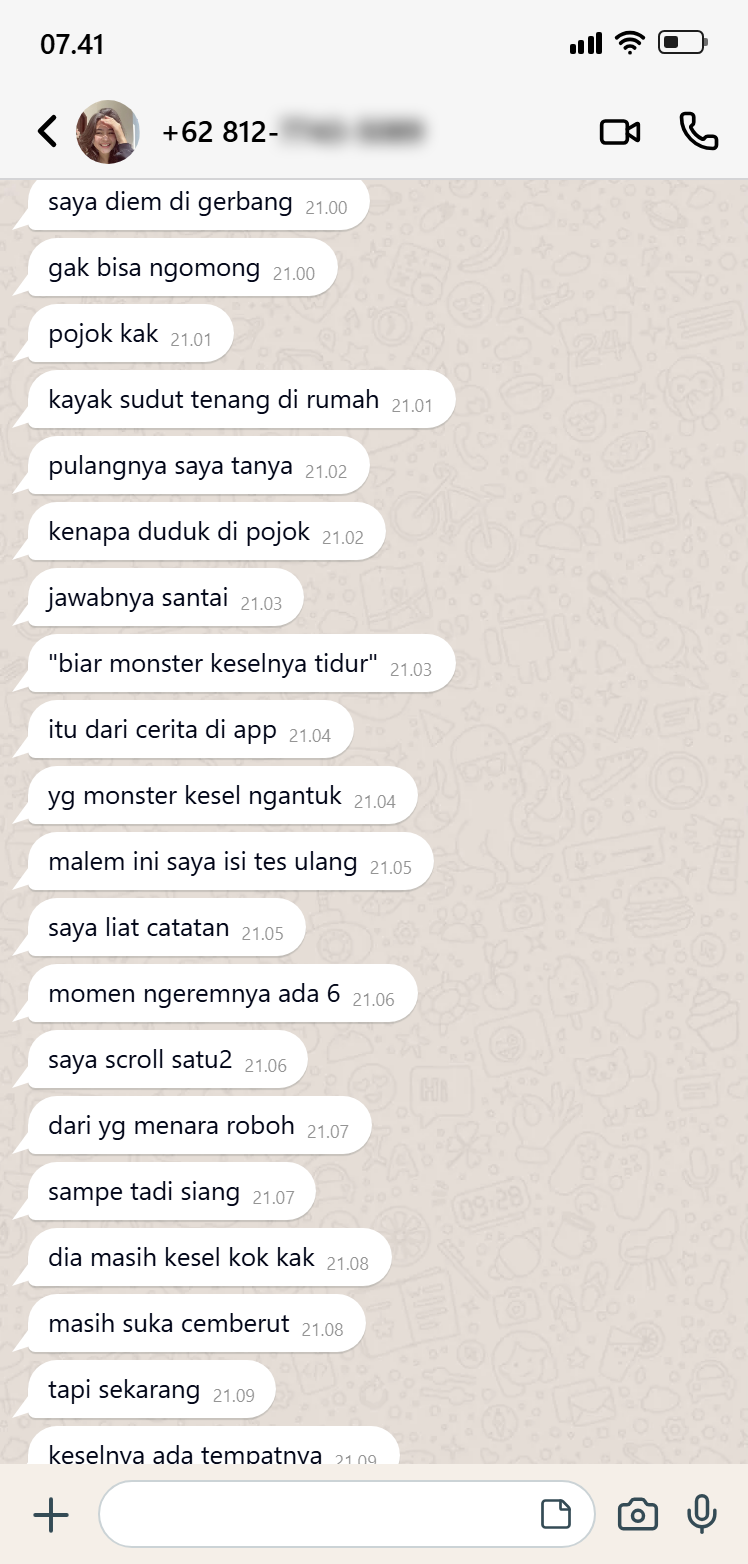 07.41
+62 812-
saya diem di gerbang 21.00
gak bisa ngomong 21.00
pojok kak 21.01
kayak sudut tenang di rumah 21.01
pulangnya saya tanya 21.02
kenapa duduk di pojok 21.02
jawabnya santai 21.03
"biar monster keselnya tidur" 21.03
itu dari cerita di app 21.04
yg monster kesel ngantuk 21.04
malem ini saya isi tes ulang 21.05
saya liat catatan 21.05
momen ngeremnya ada 6 21.06
saya scroll satu2 21.06
dari yg menara roboh 21.07
sampe tadi siang 21.07
dia masih kesel kok kak 21.08
masih suka cemberut 21.08
tapi sekarang 21.09
keselnya ada tempatnya 21.09